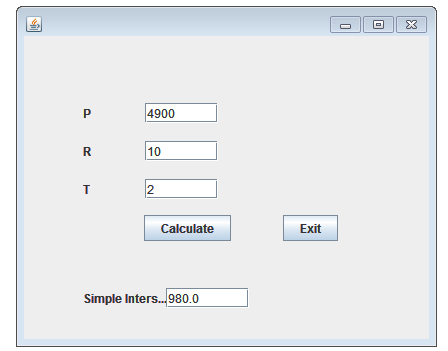 P 4900
R 10
T 2
Calculate Exit
Simple Inters... 980.0